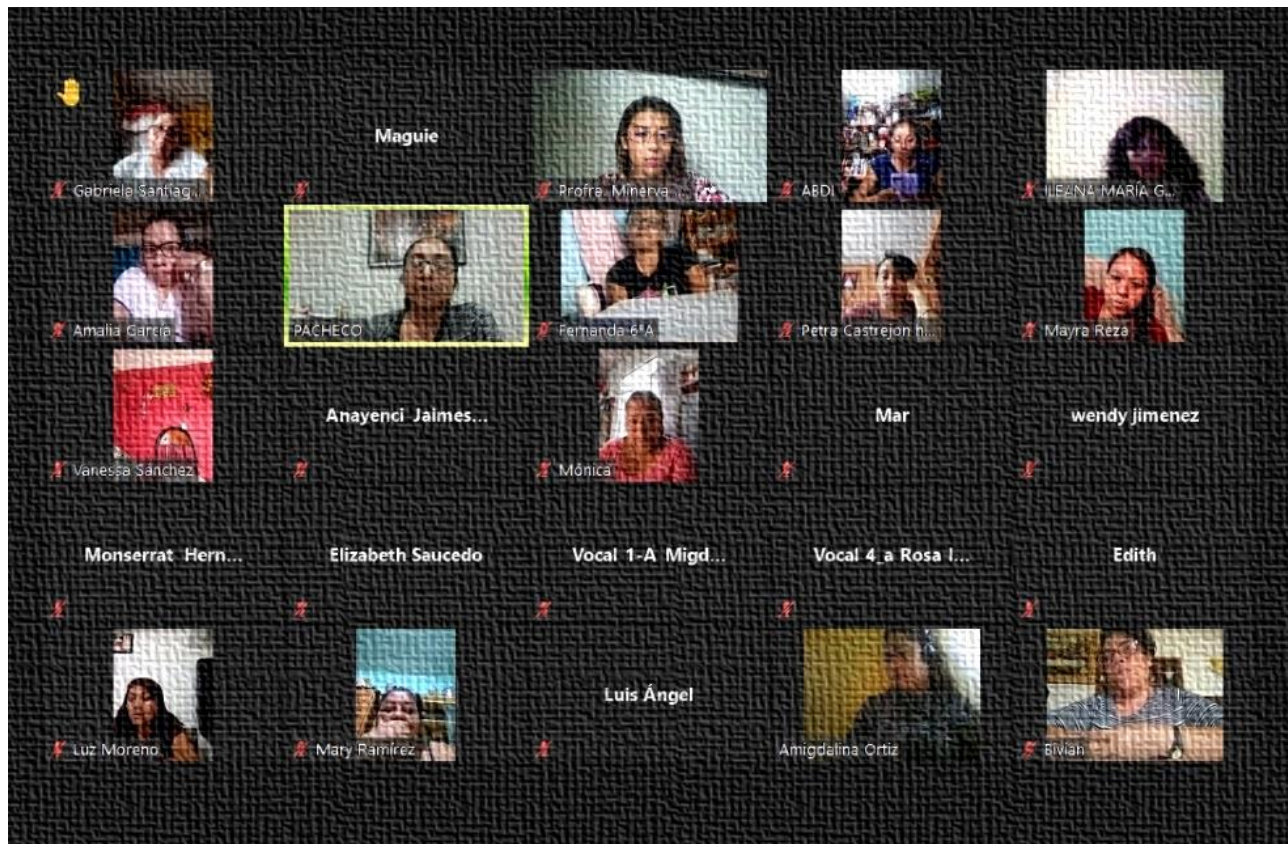 Gabriela Santiag...
Maguie
Profra. Minerva ...
ABDI
ILEANA MARÍA G...
Amalia García
PACHECO
Fernanda 6°A
Petra Castrejon h...
Mayra Reza
Vanessa Sánchez
Anayenci Jaimes...
Mónica
Mar
wendy jimenez
Monserrat Hern...
Elizabeth Saucedo
Vocal 1-A Migd...
Vocal 4_a Rosa I...
Edith
Luz Moreno
Mary Ramírez
Luis Ángel
Amigdalina Ortiz
Bivian